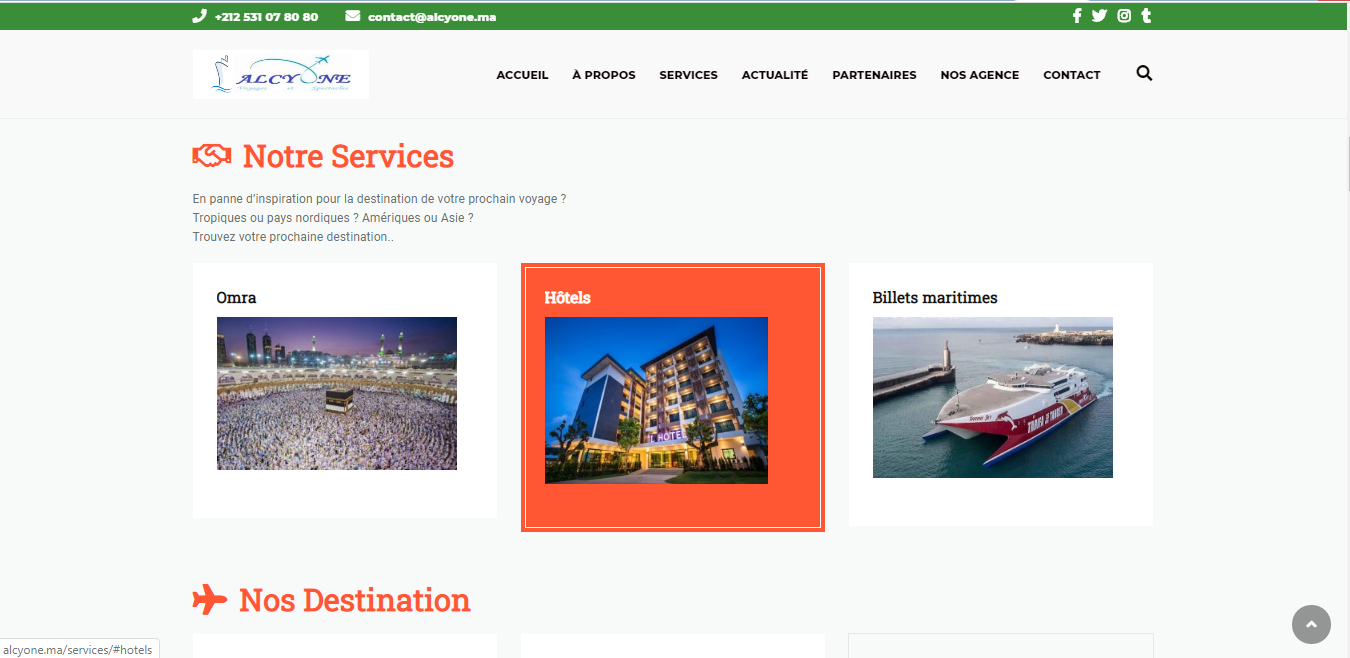 +212 531 07 80 80 contact@alcyone.ma
ALCYONE
Voyages et Spectacles
ACCUEIL À PROPOS SERVICES ACTUALITÉ PARTENAIRES NOS AGENCE CONTACT
Notre Services
En panne d'inspiration pour la destination de votre prochain voyage ?
Tropiques ou pays nordiques ? Amériques ou Asie ?
Trouvez votre prochaine destination..
Omra
Hôtels
HOTEL
Billets maritimes
Nos Destination
alcyone.ma/services/#hotels